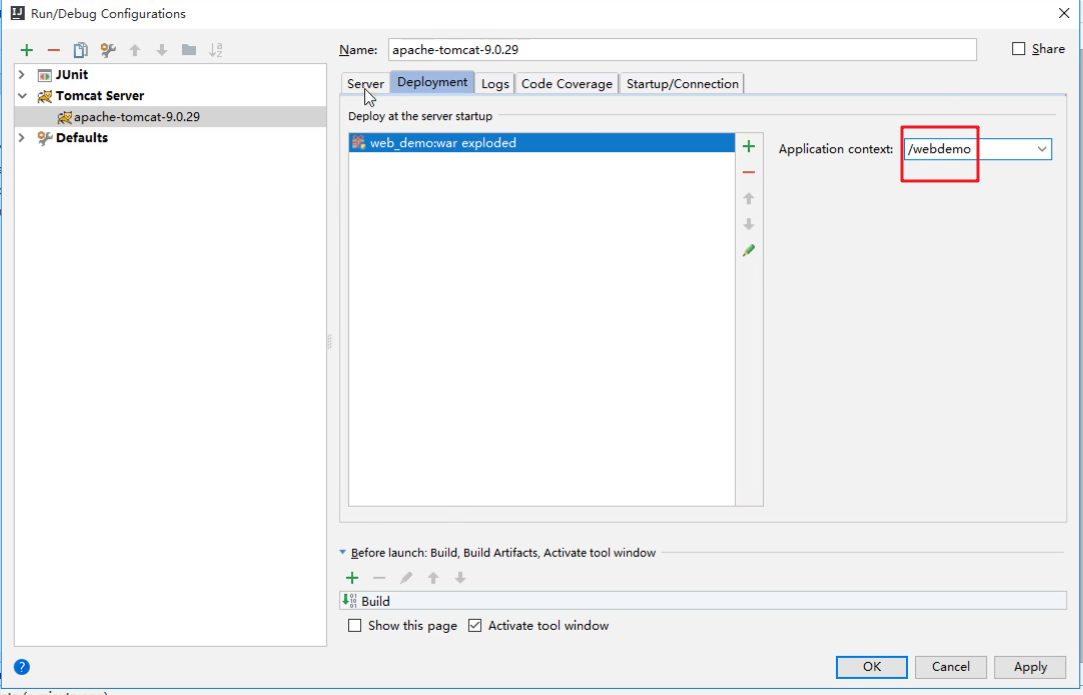 Run/Debug Configurations
Name: apache-tomcat-9.0.29 Share
JUnit
Tomcat Server
apache-tomcat-9.0.29
Defaults
Server Deployment Logs Code Coverage Startup/Connection
Deploy at the server startup
web_demo:war exploded
Application context: /webdemo
Before launch: Build, Build Artifacts, Activate tool window
Build
Show this page Activate tool window
? OK Cancel Apply